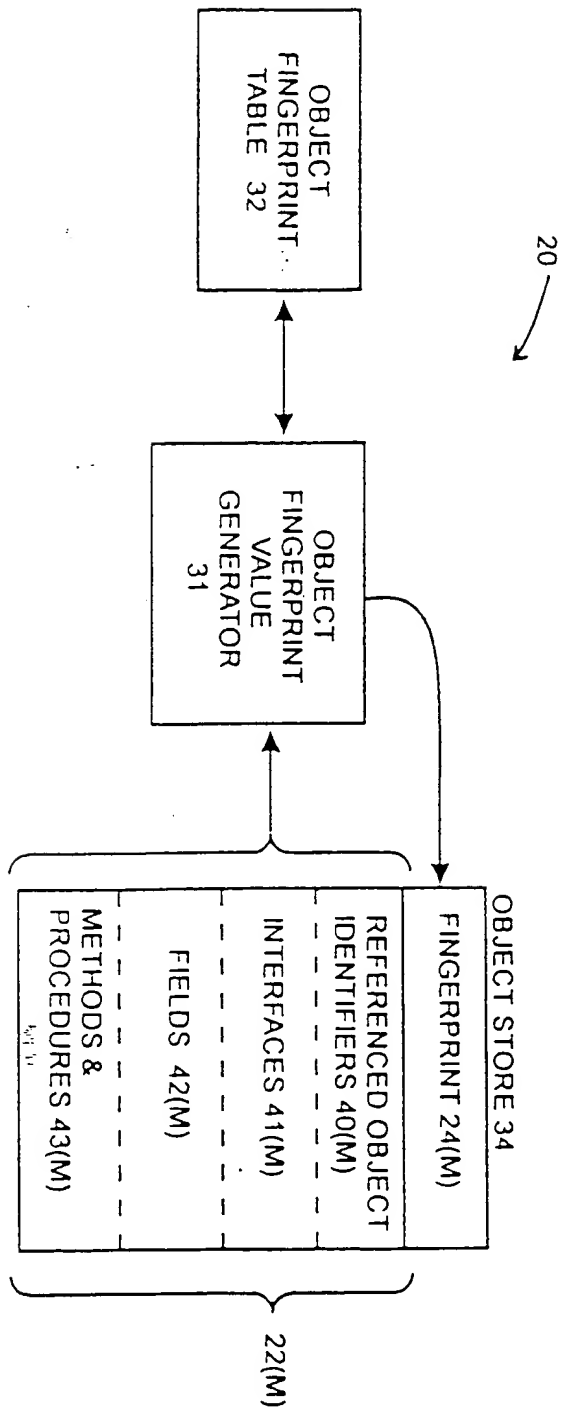 20
OBJECT
FINGERPRINT
TABLE 32
OBJECT
FINGERPRINT
VALUE
GENERATOR
31
OBJECT STORE 34
FINGERPRINT 24(M)
REFERENCED OBJECT
IDENTIFIERS 40(M)
INTERFACES 41(M)
FIELDS 42(M)
METHODS &
PROCEDURES 43(M)
22(M)